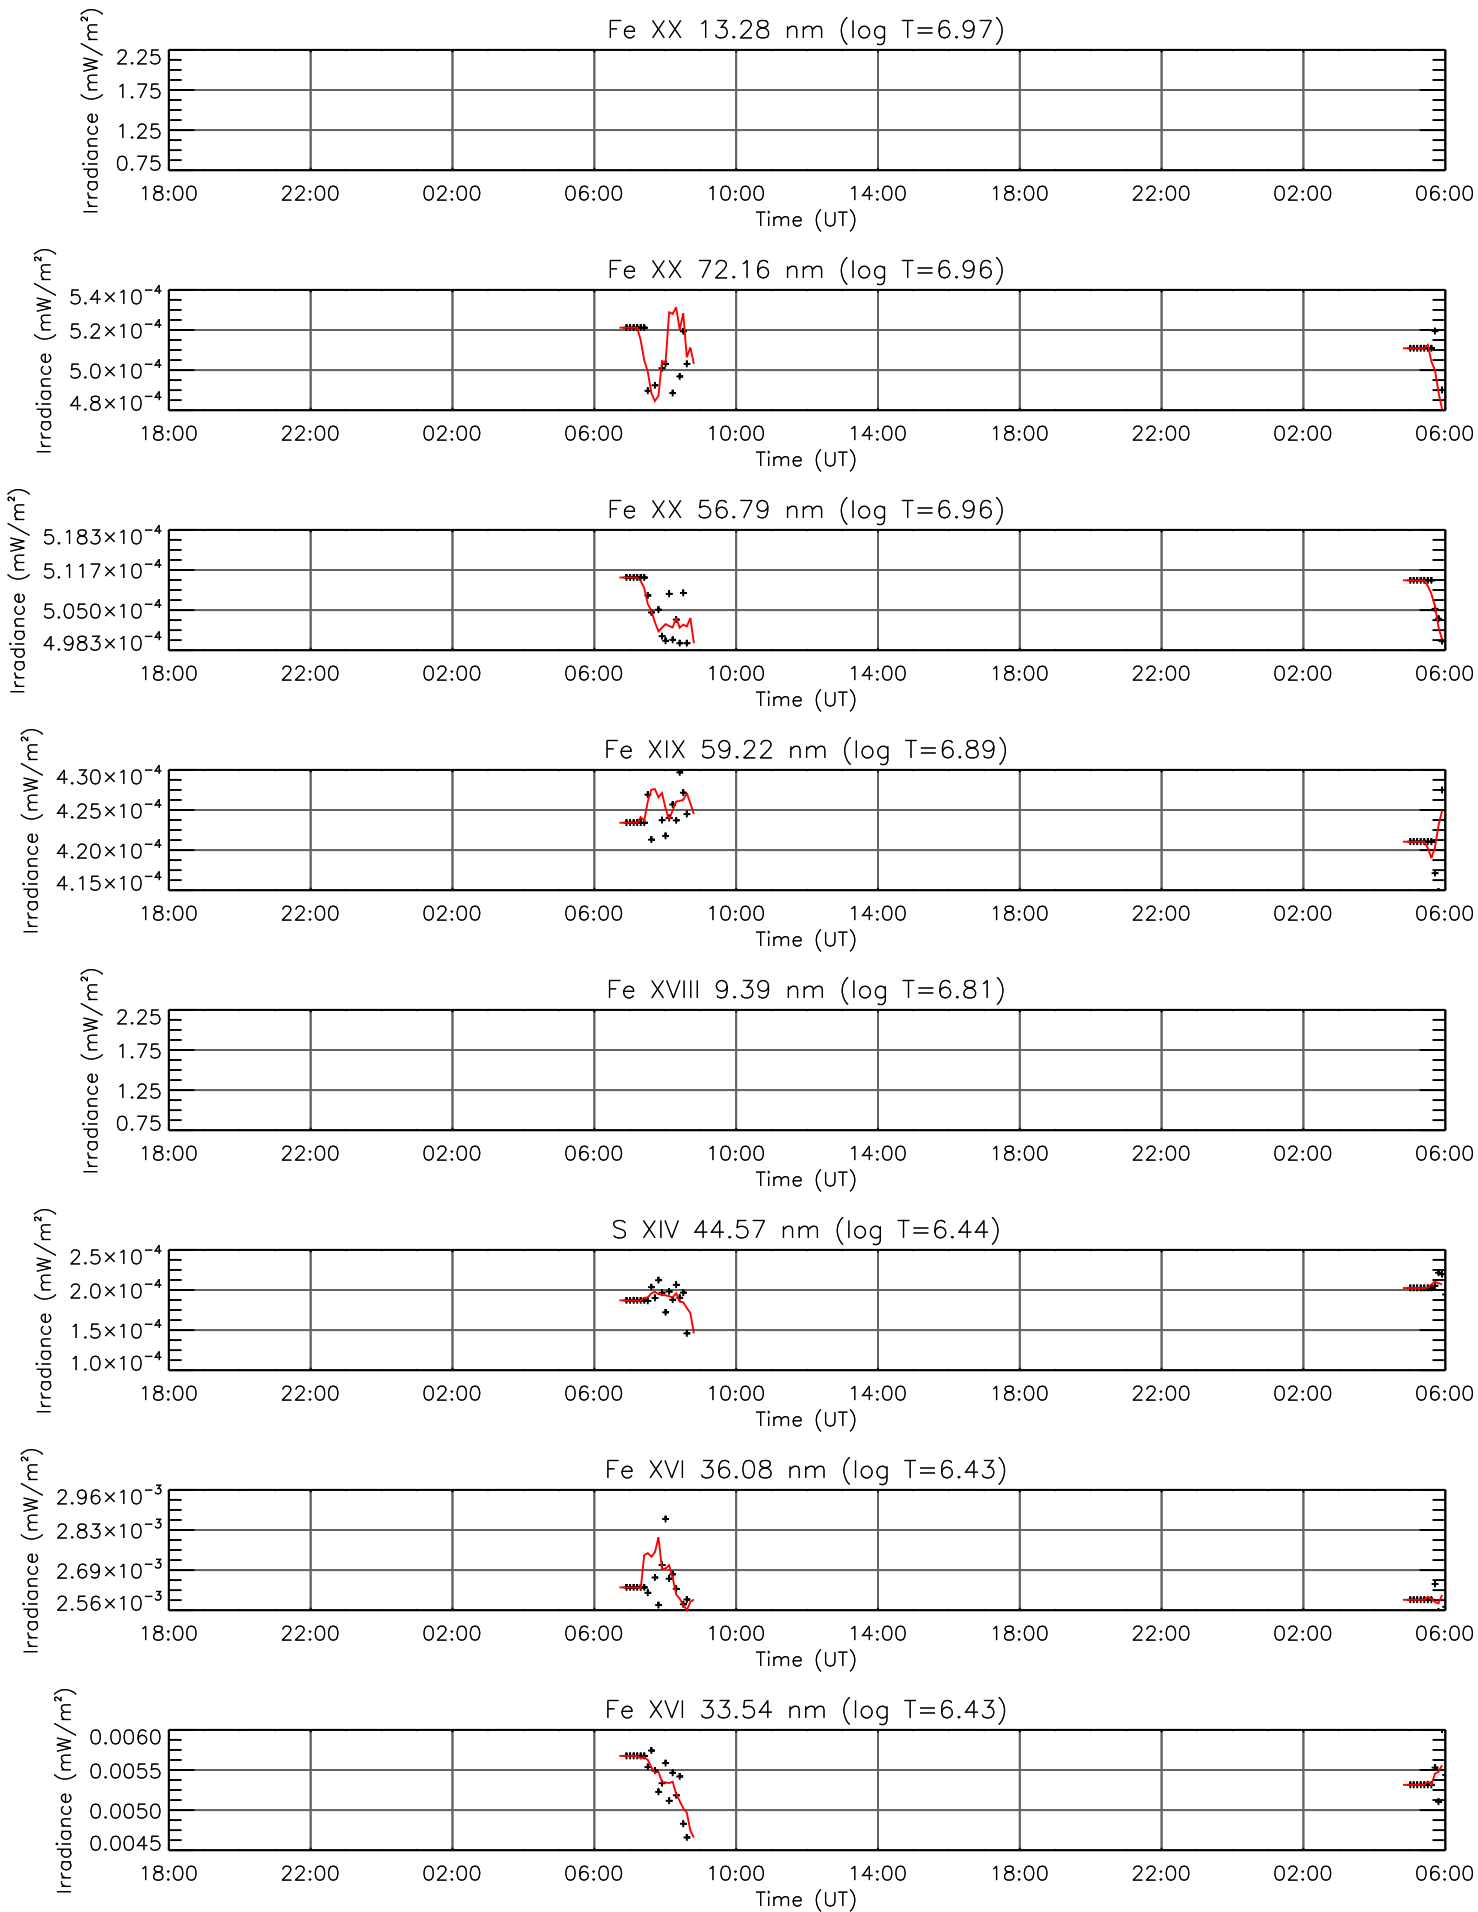 Fe XX 13.28 nm (log T=6.97)
Irradiance (mW/m²)
2.25
1.75
1.25
0.75
18:00 22:00 02:00 06:00 10:00 14:00 18:00 22:00 02:00 06:00
Time (UT)
Fe XX 72.16 nm (log T=6.96)
Irradiance (mW/m²)
5.4×10⁻⁴
5.2×10⁻⁴
5.0×10⁻⁴
4.8×10⁻⁴
18:00 22:00 02:00 06:00 10:00 14:00 18:00 22:00 02:00 06:00
Time (UT)
Fe XX 56.79 nm (log T=6.96)
Irradiance (mW/m²)
5.183×10⁻⁴
5.117×10⁻⁴
5.050×10⁻⁴
4.983×10⁻⁴
18:00 22:00 02:00 06:00 10:00 14:00 18:00 22:00 02:00 06:00
Time (UT)
Fe XIX 59.22 nm (log T=6.89)
Irradiance (mW/m²)
4.30×10⁻⁴
4.25×10⁻⁴
4.20×10⁻⁴
4.15×10⁻⁴
18:00 22:00 02:00 06:00 10:00 14:00 18:00 22:00 02:00 06:00
Time (UT)
Fe XVIII 9.39 nm (log T=6.81)
Irradiance (mW/m²)
2.25
1.75
1.25
0.75
18:00 22:00 02:00 06:00 10:00 14:00 18:00 22:00 02:00 06:00
Time (UT)
S XIV 44.57 nm (log T=6.44)
Irradiance (mW/m²)
2.5×10⁻⁴
2.0×10⁻⁴
1.5×10⁻⁴
1.0×10⁻⁴
18:00 22:00 02:00 06:00 10:00 14:00 18:00 22:00 02:00 06:00
Time (UT)
Fe XVI 36.08 nm (log T=6.43)
Irradiance (mW/m²)
2.96×10⁻³
2.83×10⁻³
2.69×10⁻³
2.56×10⁻³
18:00 22:00 02:00 06:00 10:00 14:00 18:00 22:00 02:00 06:00
Time (UT)
Fe XVI 33.54 nm (log T=6.43)
Irradiance (mW/m²)
0.0060
0.0055
0.0050
0.0045
18:00 22:00 02:00 06:00 10:00 14:00 18:00 22:00 02:00 06:00
Time (UT)